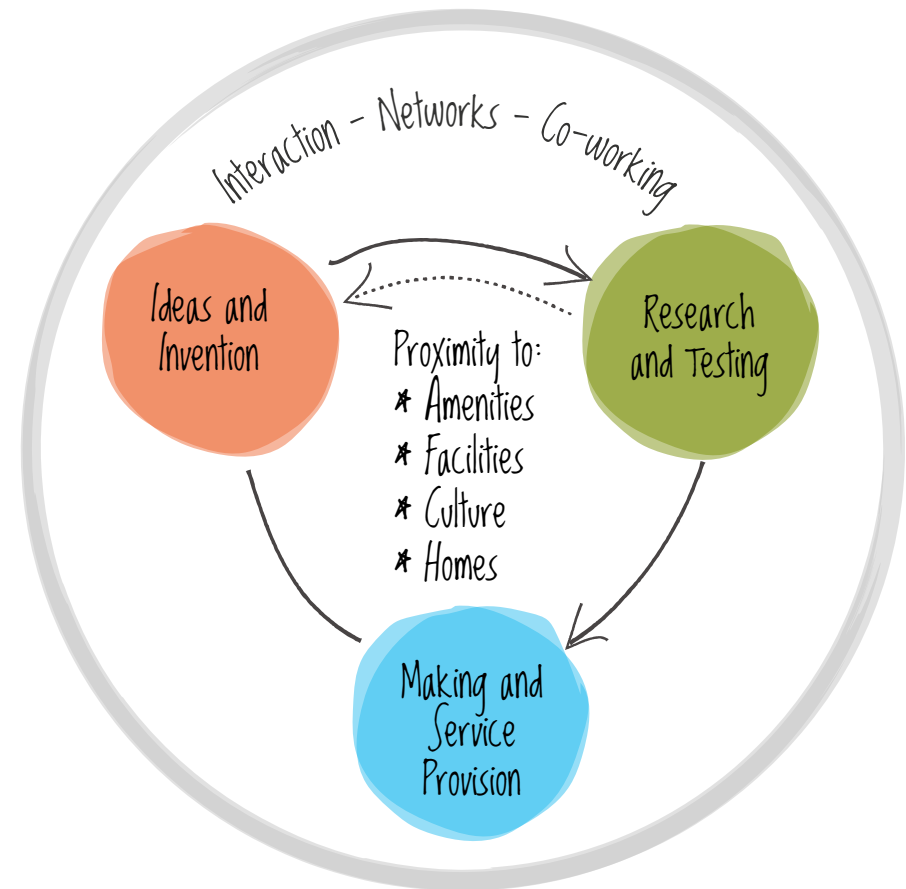 Interaction - Networks - Co-working
Ideas and
Invention
Research
and Testing
Proximity to:
* Amenities
* Facilities
* Culture
* Homes
Making and
Service
Provision